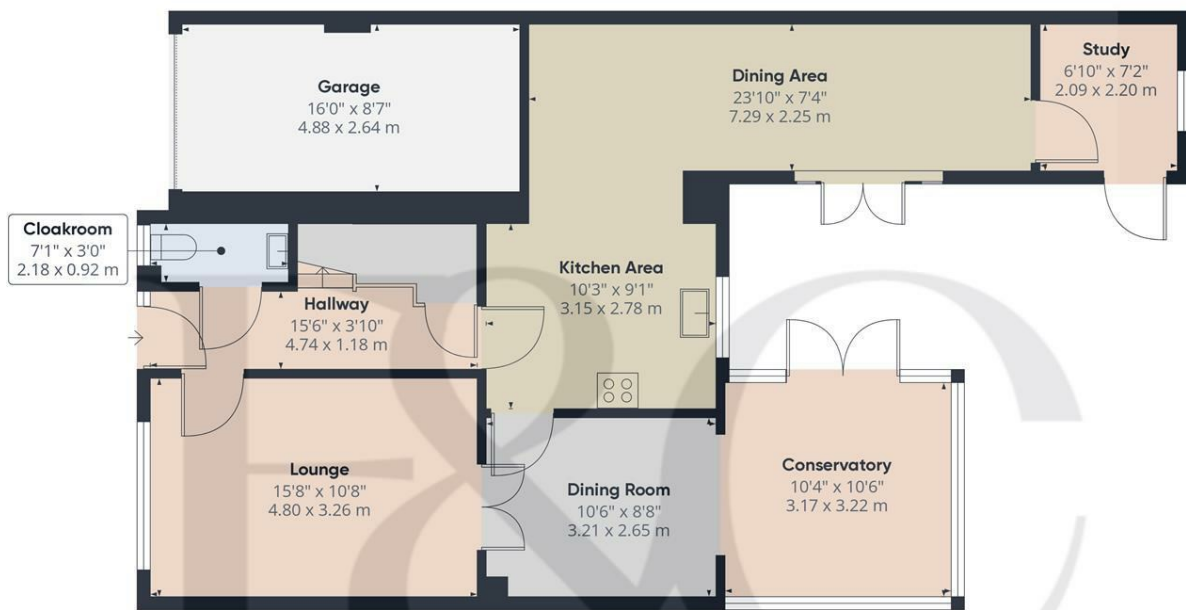 Garage
16'0" x 8'7"
4.88 x 2.64 m
Dining Area
23'10" x 7'4"
7.29 x 2.25 m
Study
6'10" x 7'2"
2.09 x 2.20 m
Cloakroom
7'1" x 3'0"
2.18 x 0.92 m
Hallway
15'6" x 3'10"
4.74 x 1.18 m
Kitchen Area
10'3" x 9'1"
3.15 x 2.78 m
Lounge
15'8" x 10'8"
4.80 x 3.26 m
Dining Room
10'6" x 8'8"
3.21 x 2.65 m
Conservatory
10'4" x 10'6"
3.17 x 3.22 m